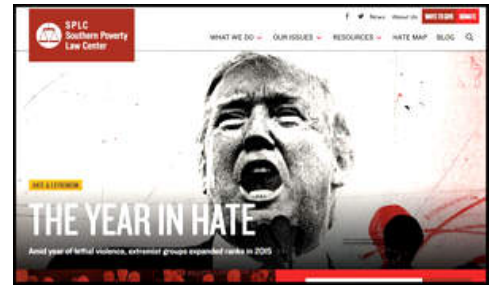 SPLC
Southern Poverty
Law Center
News About Us DONATE
WHAT WE DO OUR ISSUES RESOURCES HATE MAP BLOG
HATE & EXTREMISM
THE YEAR IN HATE
Amid year of lethal violence, extremist groups expanded ranks in 2015